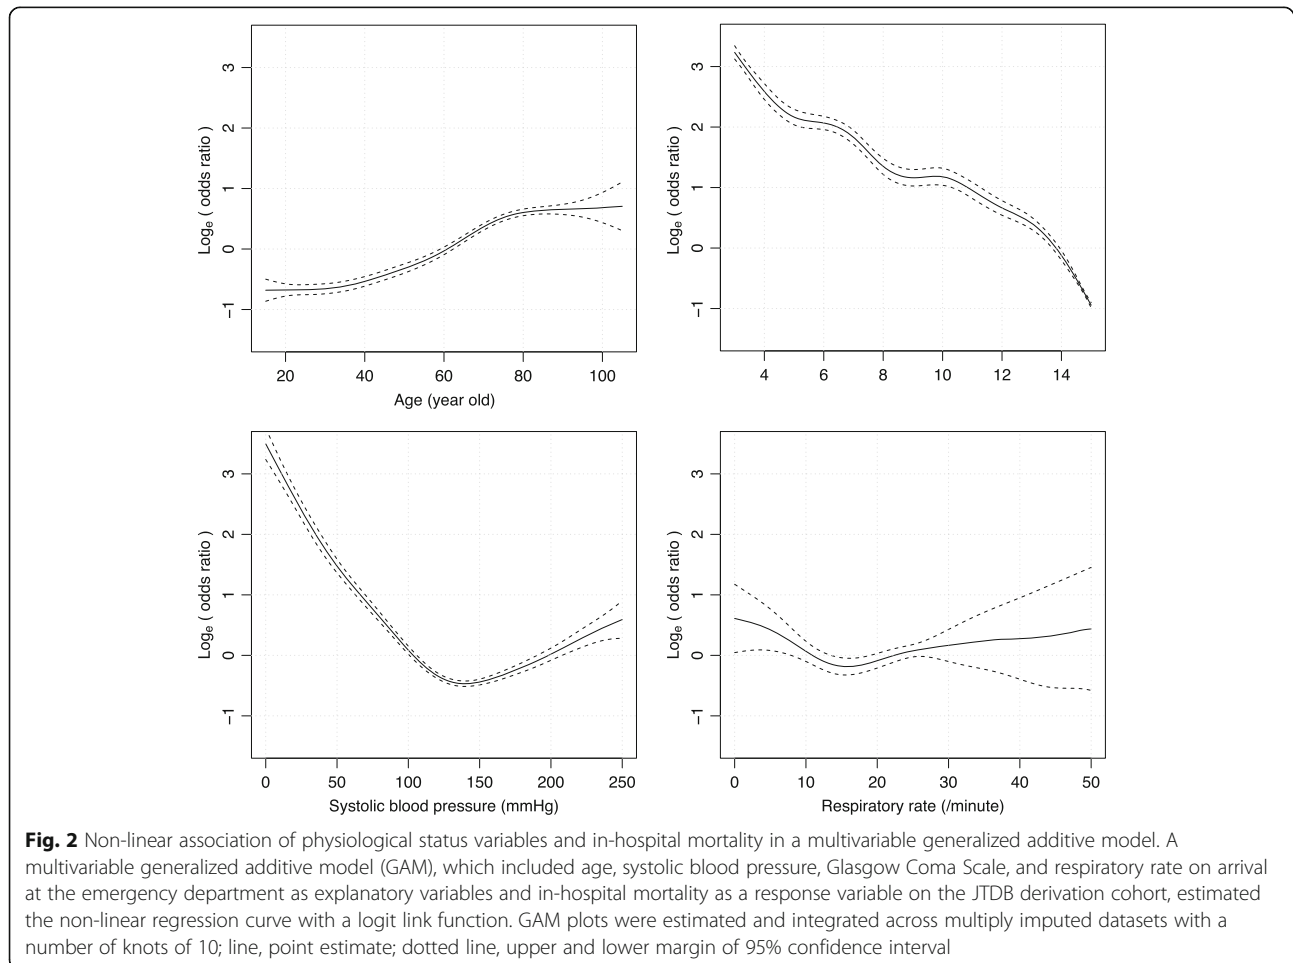 3
2
1
0
−1
Loge ( odds ratio )
20 40 60 80 100
Age (year old)
3
2
1
0
−1
Loge ( odds ratio )
4 6 8 10 12 14
3
2
1
0
−1
Loge ( odds ratio )
0 50 100 150 200 250
Systolic blood pressure (mmHg)
3
2
1
0
−1
Loge ( odds ratio )
0 10 20 30 40 50
Respiratory rate (/minute)
Fig. 2 Non-linear association of physiological status variables and in-hospital mortality in a multivariable generalized additive model. A
multivariable generalized additive model (GAM), which included age, systolic blood pressure, Glasgow Coma Scale, and respiratory rate on arrival
at the emergency department as explanatory variables and in-hospital mortality as a response variable on the JTDB derivation cohort, estimated
the non-linear regression curve with a logit link function. GAM plots were estimated and integrated across multiply imputed datasets with a
number of knots of 10; line, point estimate; dotted line, upper and lower margin of 95% confidence interval